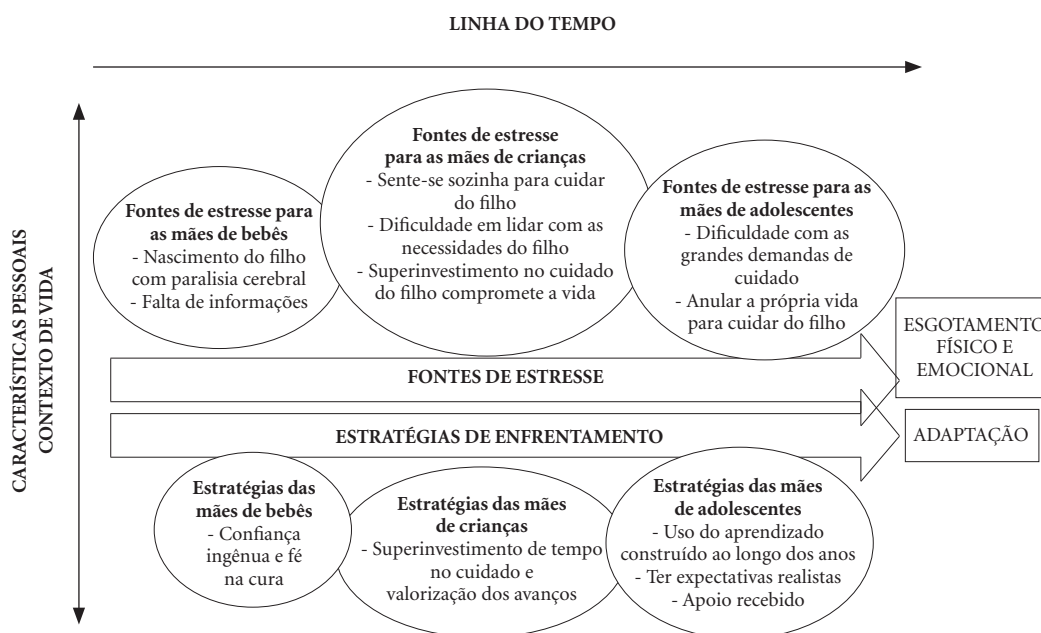 LINHA DO TEMPO
CARACTERÍSTICAS PESSOAIS
CONTEXTO DE VIDA
Fontes de estresse para
as mães de bebês
- Nascimento do filho
com paralisia cerebral
- Falta de informações
Fontes de estresse
para as mães de crianças
- Sente-se sozinha para cuidar
do filho
- Dificuldade em lidar com as
necessidades do filho
- Superinvestimento no cuidado
do filho compromete a vida
Fontes de estresse para as
mães de adolescentes
- Dificuldade com as
grandes demandas de
cuidado
- Anular a própria vida
para cuidar do filho
FONTES DE ESTRESSE
ESGOTAMENTO
FÍSICO E
EMOCIONAL
ESTRATÉGIAS DE ENFRENTAMENTO
ADAPTAÇÃO
Estratégias das
mães de bebês
- Confiança
ingênua e fé
na cura
Estratégias das mães
de crianças
- Superinvestimento de tempo
no cuidado e
valorização dos avanços
Estratégias das mães
de adolescentes
- Uso do aprendizado
construído ao longo dos anos
- Ter expectativas realistas
- Apoio recebido